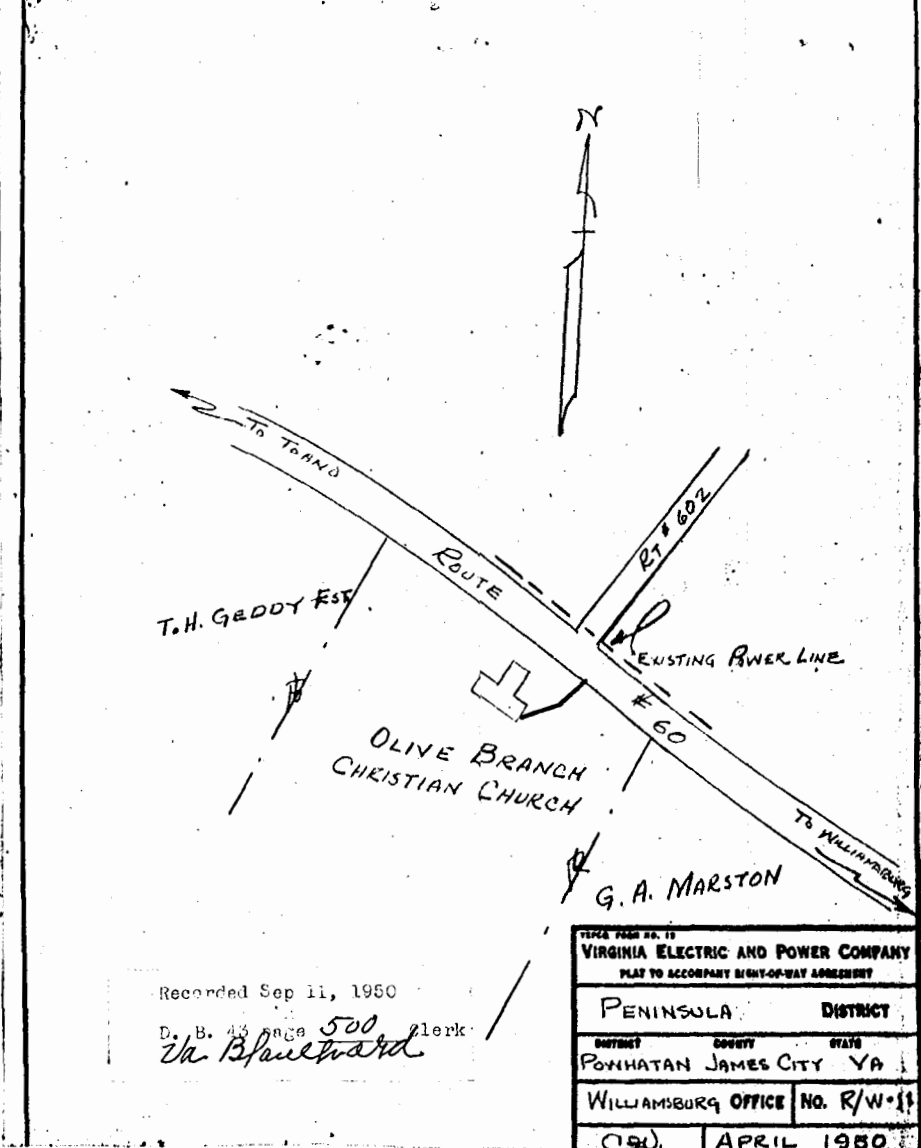 N
TO TOANO
ROUTE
RT # 602
T.H. GEDDY EST.
EXISTING POWER LINE
# 60
OLIVE BRANCH
CHRISTIAN CHURCH
TO WILLIAMSBURG
G. A. MARSTON
VIRGINIA ELECTRIC AND POWER COMPANY
PLAT TO ACCOMPANY RIGHT-OF-WAY AGREEMENT
PENINSULA DISTRICT
DISTRICT COUNTY STATE
POWHATAN JAMES CITY VA
WILLIAMSBURG OFFICE NO. R/W-11
APRIL 1950
Recorded Sep 11, 1950
D. B. 43 page 500 Clerk